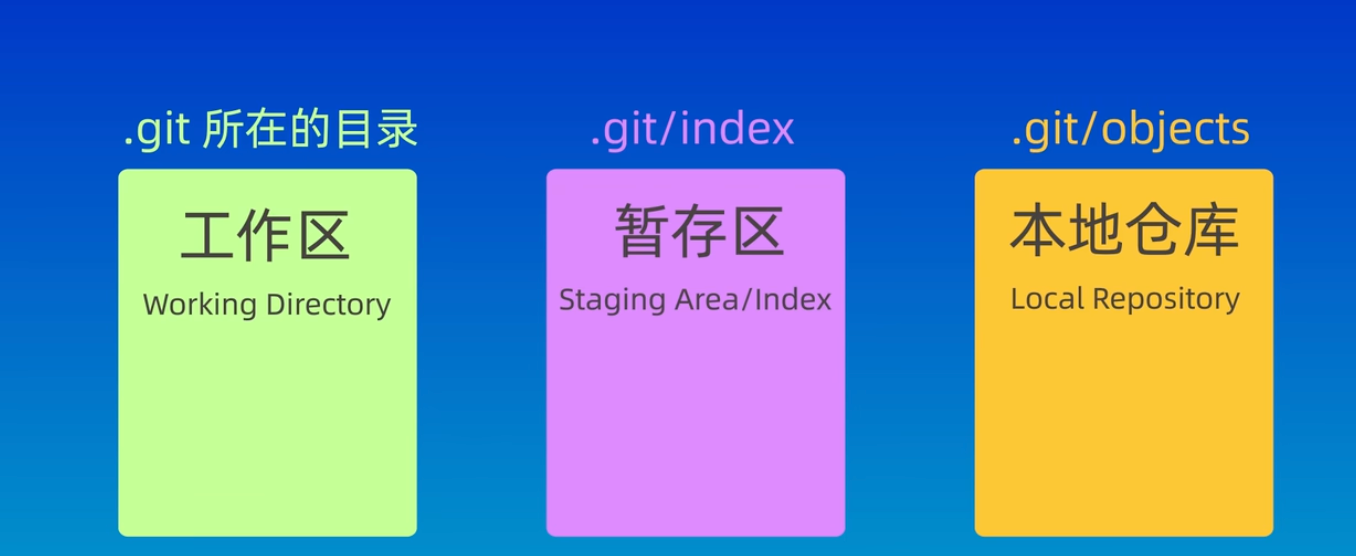 .git 所在的目录
.git/index
.git/objects
工作区
暂存区
本地仓库
Working Directory
Staging Area/Index
Local Repository